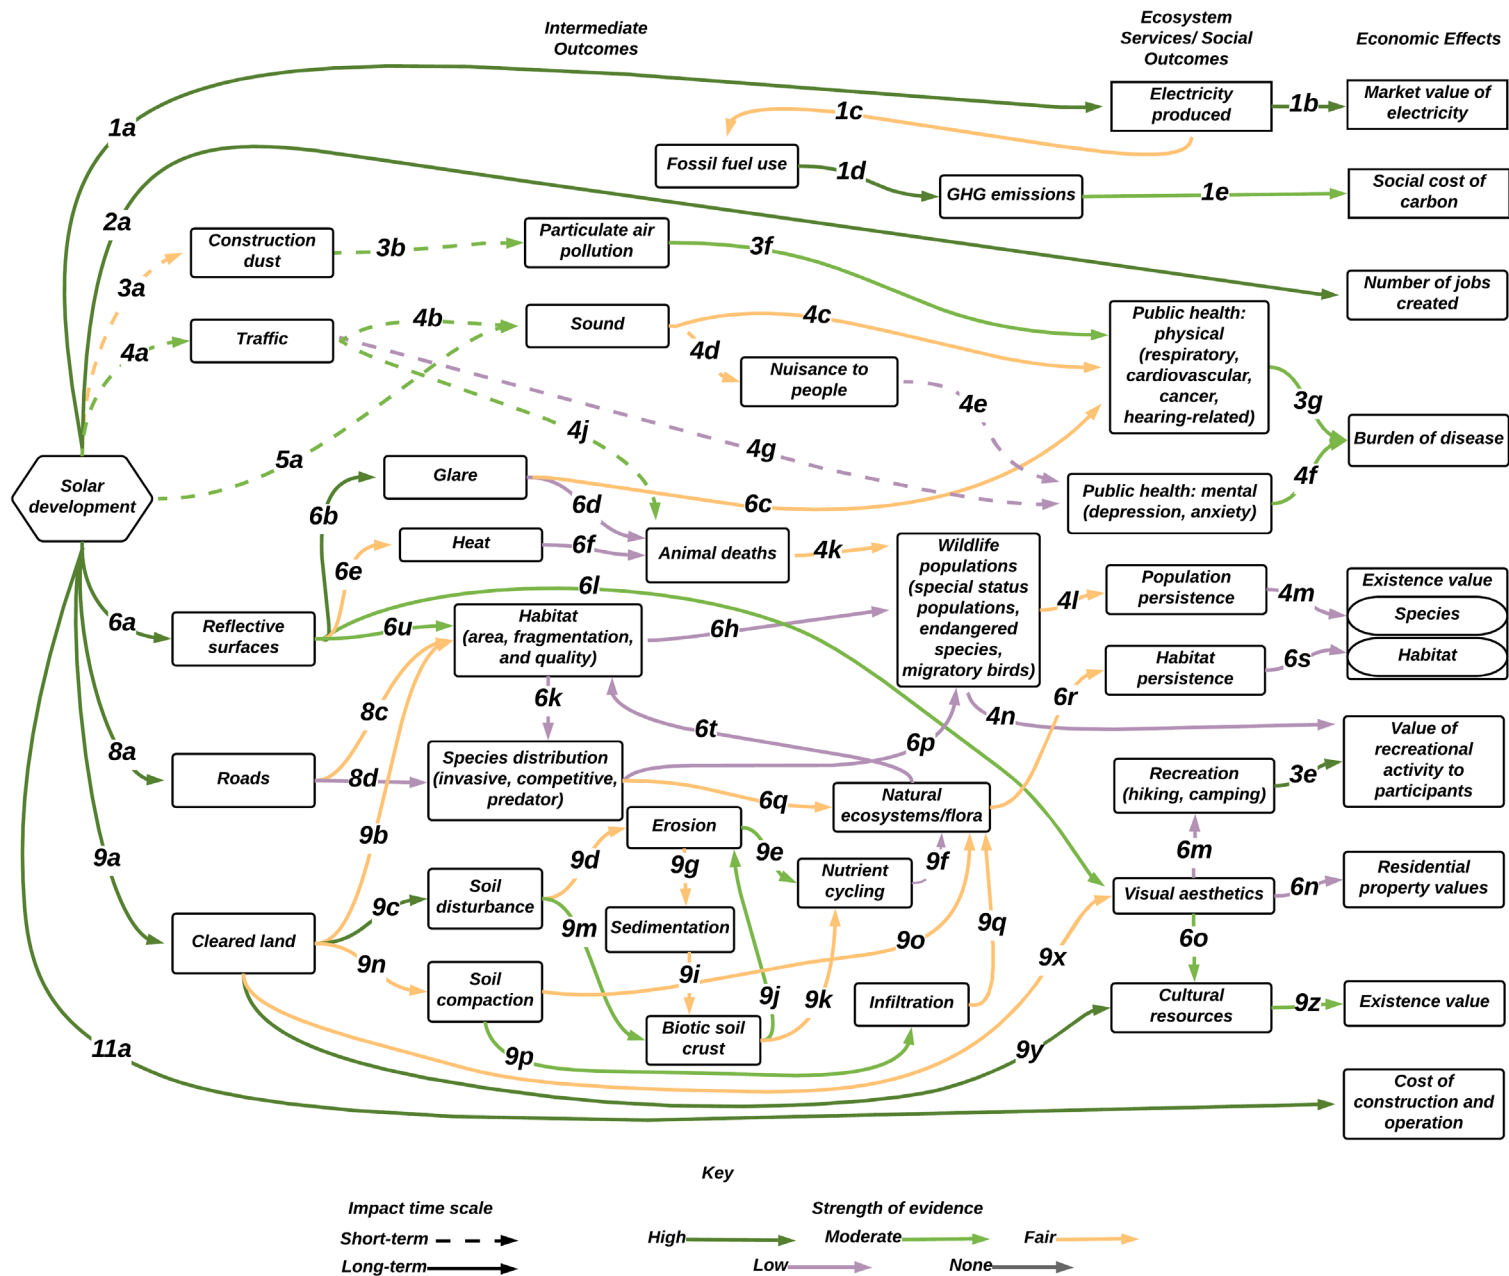 Intermediate
Outcomes
Ecosystem
Services/ Social
Outcomes
Economic Effects
1a
Electricity
produced
1b
Market value of
electricity
1c
Fossil fuel use
1d
GHG emissions
1e
Social cost of
carbon
2a
Number of jobs
created
3a
Construction
dust
3b
Particulate air
pollution
3f
4a
Traffic
4b
Sound
4c
4d
Nuisance to
people
4e
Public health:
physical
(respiratory,
cardiovascular,
cancer,
hearing-related)
3g
Burden of disease
4f
4g
4j
5a
Public health: mental
(depression, anxiety)
Solar
development
Glare
6b
6c
6d
Heat
6e
6f
Animal deaths
4k
Wildlife
populations
(special status
populations,
endangered
species,
migratory birds)
4l
Population
persistence
4m
Existence value
Species
Habitat
Habitat
persistence
6s
6r
6a
Reflective
surfaces
6u
6l
Habitat
(area, fragmentation,
and quality)
6h
6k
6t
6p
4n
Value of
recreational
activity to
participants
8a
Roads
8c
8d
Species distribution
(invasive, competitive,
predator)
6q
Natural
ecosystems/flora
Recreation
(hiking, camping)
3e
6m
Visual aesthetics
6n
Residential
property values
6o
9a
Cleared land
9b
9c
Soil
disturbance
9d
Erosion
9e
Nutrient
cycling
9f
9g
Sedimentation
9i
9m
9n
Soil
compaction
9o
9q
9x
9j
9k
Biotic soil
crust
Infiltration
9p
9y
Cultural
resources
9z
Existence value
11a
Cost of
construction and
operation
Key
Impact time scale
Short-term
Long-term
Strength of evidence
High
Moderate
Fair
Low
None